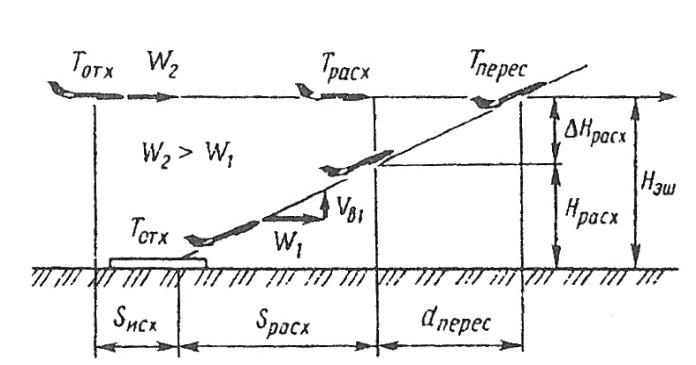 Tотх W₂ Tрасх Tперес
W₂ > W₁
ΔHрасх
Hэш
Vв1
Hрасх
Tотх W₁
Sисх Sрасх dперес